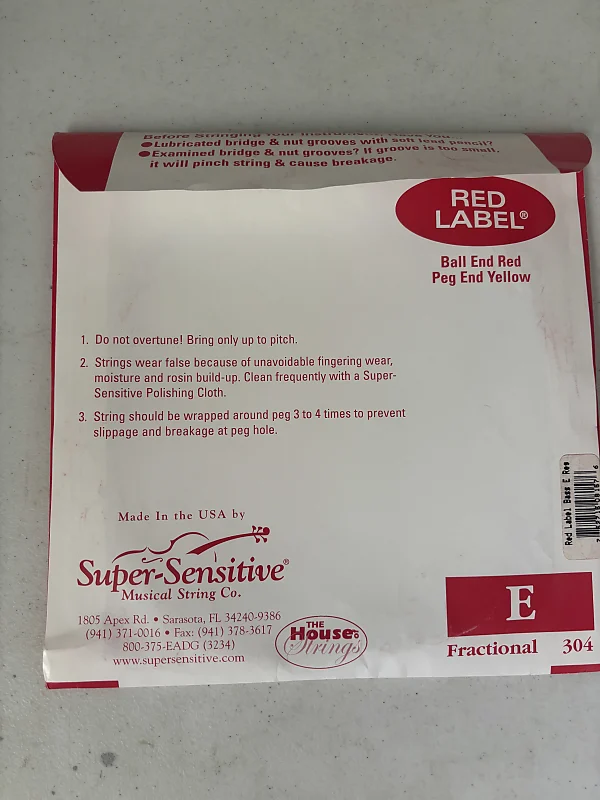 Before Stringing Your Instrument, Have You
●Lubricated bridge & nut grooves with soft lead pencil?
●Examined bridge & nut grooves? If groove is too small,
it will pinch string & cause breakage.
RED
LABEL®
Ball End Red
Peg End Yellow
1. Do not overtune! Bring only up to pitch.
2. Strings wear false because of unavoidable fingering wear,
moisture and rosin build-up. Clean frequently with a Super-
Sensitive Polishing Cloth.
3. String should be wrapped around peg 3 to 4 times to prevent
slippage and breakage at peg hole.
Red Label Bass E Reg
Made In the USA by
Super-Sensitive®
Musical String Co.
1805 Apex Rd. • Sarasota, FL 34240-9386
(941) 371-0016 • Fax: (941) 378-3617
800-375-EADG (3234)
www.supersensitive.com
THE
House of
Strings
E
Fractional 304